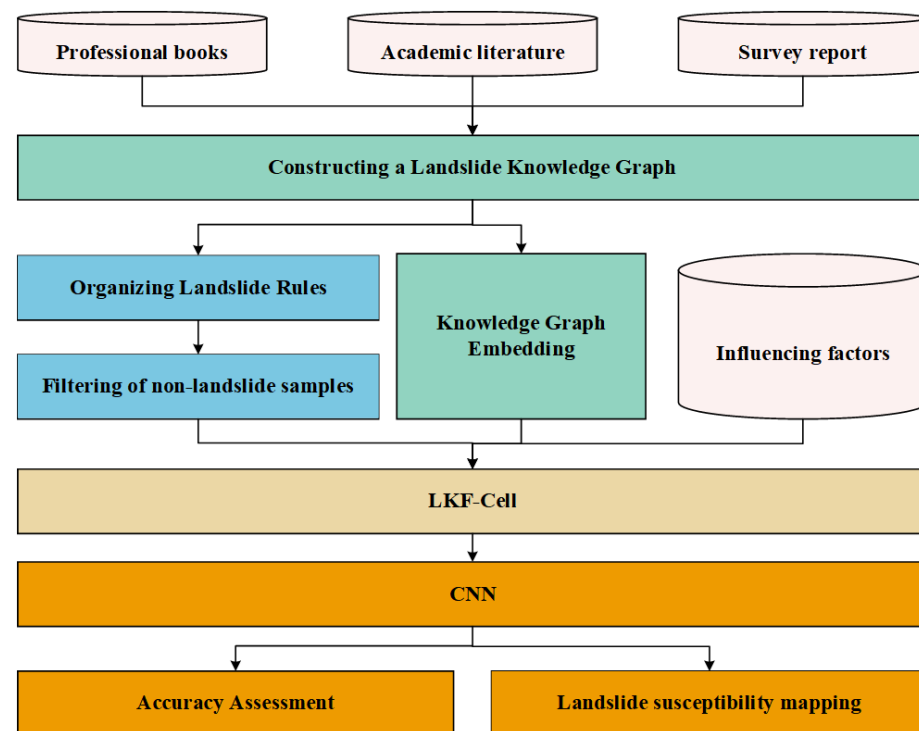 Professional books
Academic literature
Survey report
Constructing a Landslide Knowledge Graph
Organizing Landslide Rules
Knowledge Graph
Embedding
Influencing factors
Filtering of non-landslide samples
LKF-Cell
CNN
Accuracy Assessment
Landslide susceptibility mapping